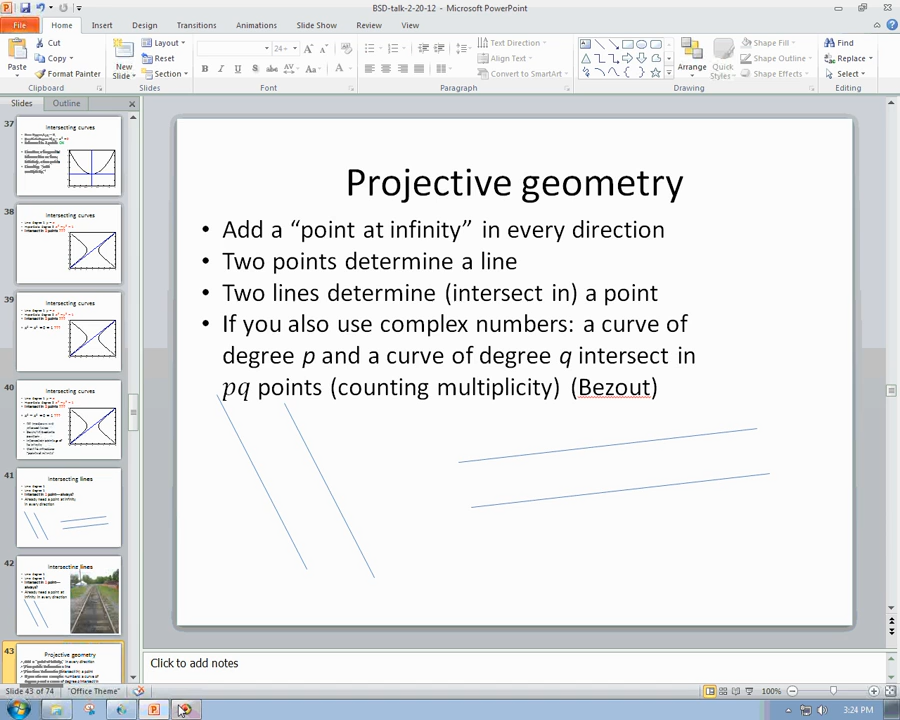 BSD-talk-2-20-12 - Microsoft PowerPoint
File Home Insert Design Transitions Animations Slide Show Review View
Cut
Copy
Format Painter
Paste
Clipboard
New
Slide
Layout
Reset
Section
Slides
24
B I U S abc AV Aa A
Font
Text Direction
Align Text
Convert to SmartArt
Paragraph
Arrange
Quick
Styles
Shape Fill
Shape Outline
Shape Effects
Drawing
Find
Replace
Select
Editing
Slides Outline
37
Intersecting curves
38
Intersecting curves
39
Intersecting curves
40
Intersecting curves
41
Intersecting lines
42
Intersecting lines
43
Projective geometry
Projective geometry
• Add a “point at infinity” in every direction
• Two points determine a line
• Two lines determine (intersect in) a point
• If you also use complex numbers: a curve of
degree p and a curve of degree q intersect in
pq points (counting multiplicity) (Bezout)
Click to add notes
Slide 43 of 74 "Office Theme" 100%
3:24 PM